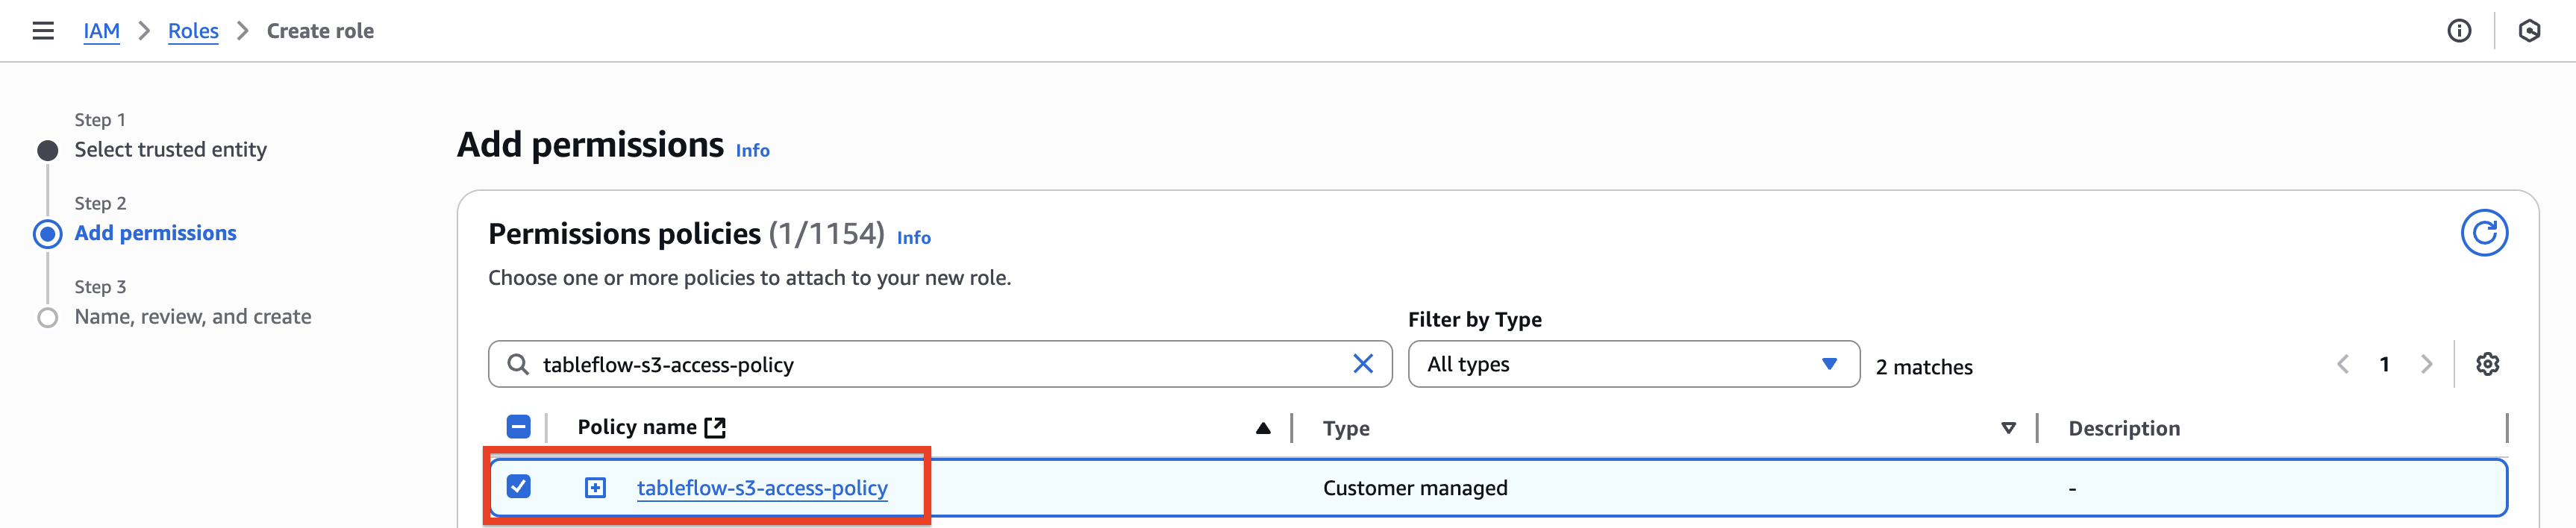 IAM > Roles > Create role
Step 1
Select trusted entity
Step 2
Add permissions
Step 3
Name, review, and create
Add permissions Info
Permissions policies (1/1154) Info
Choose one or more policies to attach to your new role.
Filter by Type
tableflow-s3-access-policy
All types
2 matches
1
Policy name Type Description
tableflow-s3-access-policy Customer managed -